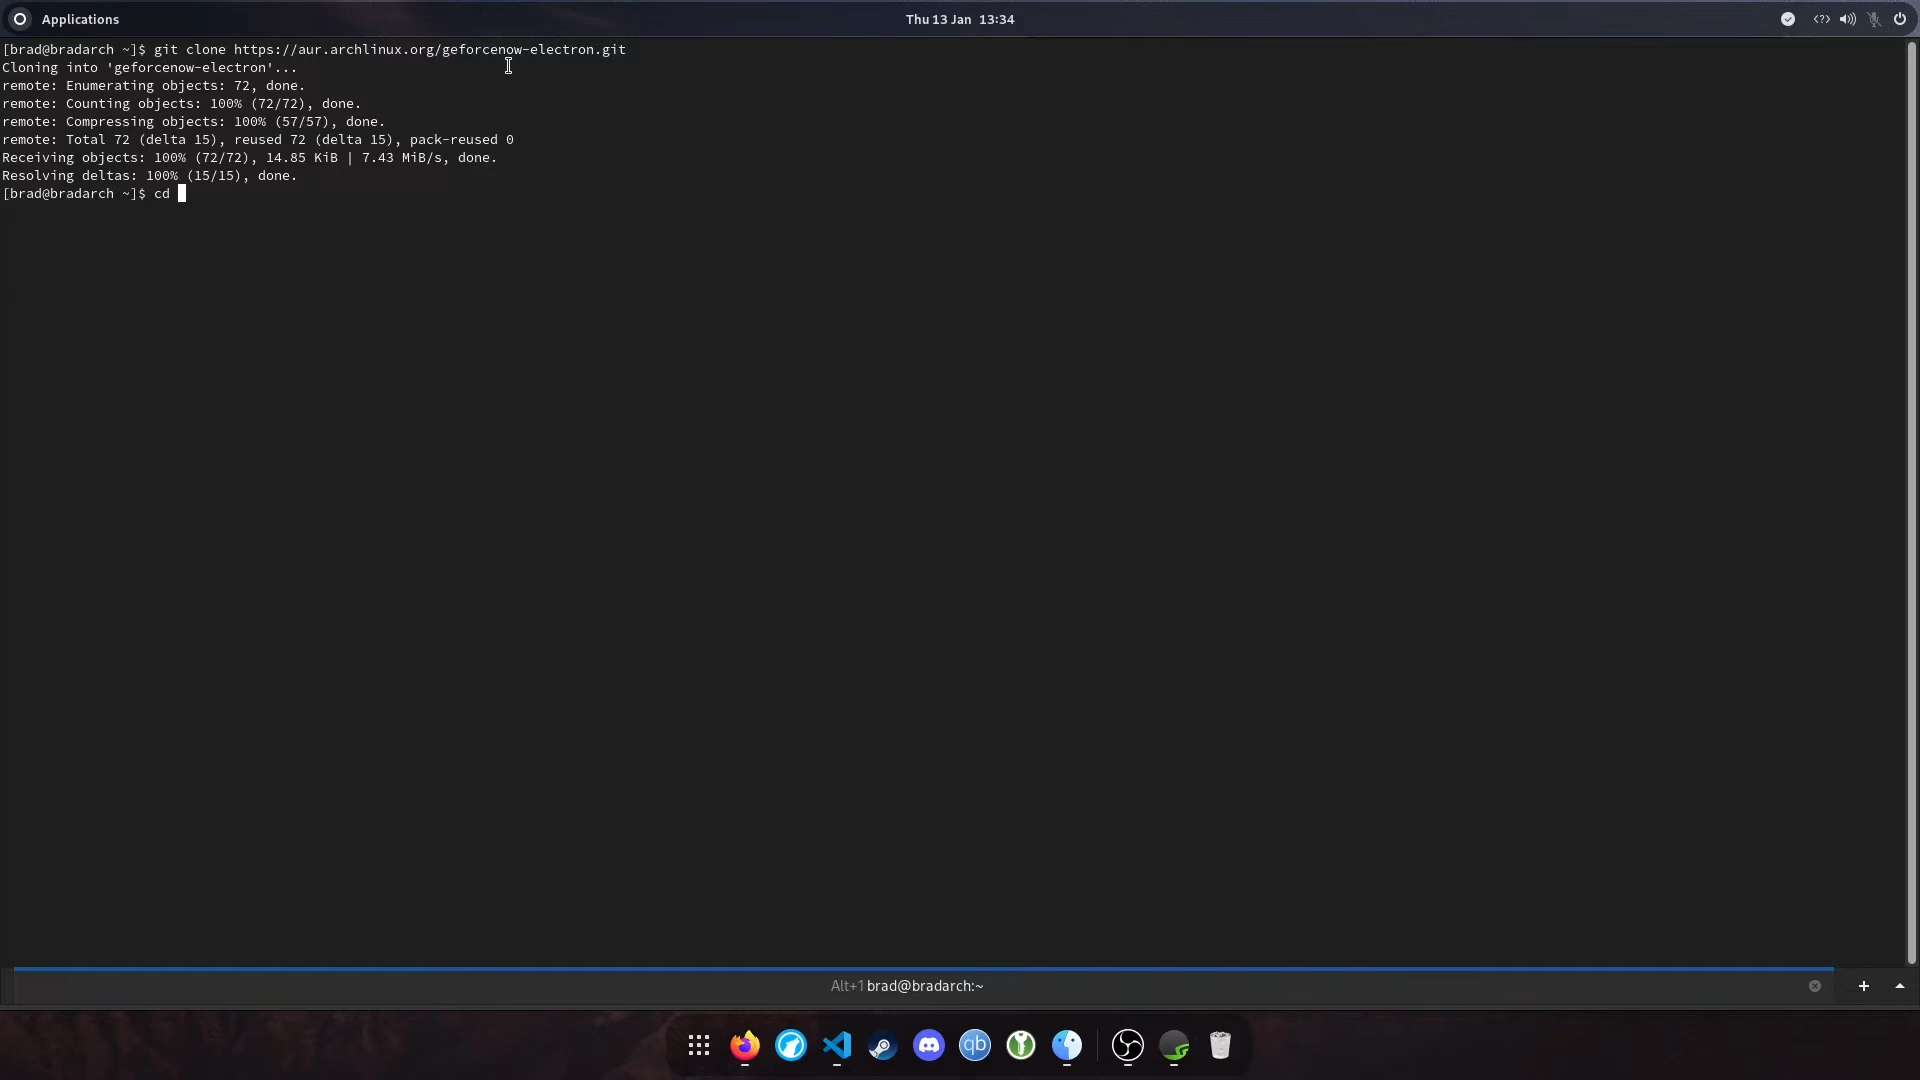 Applications
Thu 13 Jan 13:34
[brad@bradarch ~]$ git clone https://aur.archlinux.org/geforcenow-electron.git
Cloning into 'geforcenow-electron'...
remote: Enumerating objects: 72, done.
remote: Counting objects: 100% (72/72), done.
remote: Compressing objects: 100% (57/57), done.
remote: Total 72 (delta 15), reused 72 (delta 15), pack-reused 0
Receiving objects: 100% (72/72), 14.85 KiB | 7.43 MiB/s, done.
Resolving deltas: 100% (15/15), done.
[brad@bradarch ~]$ cd
Alt+1 brad@bradarch:~
qb